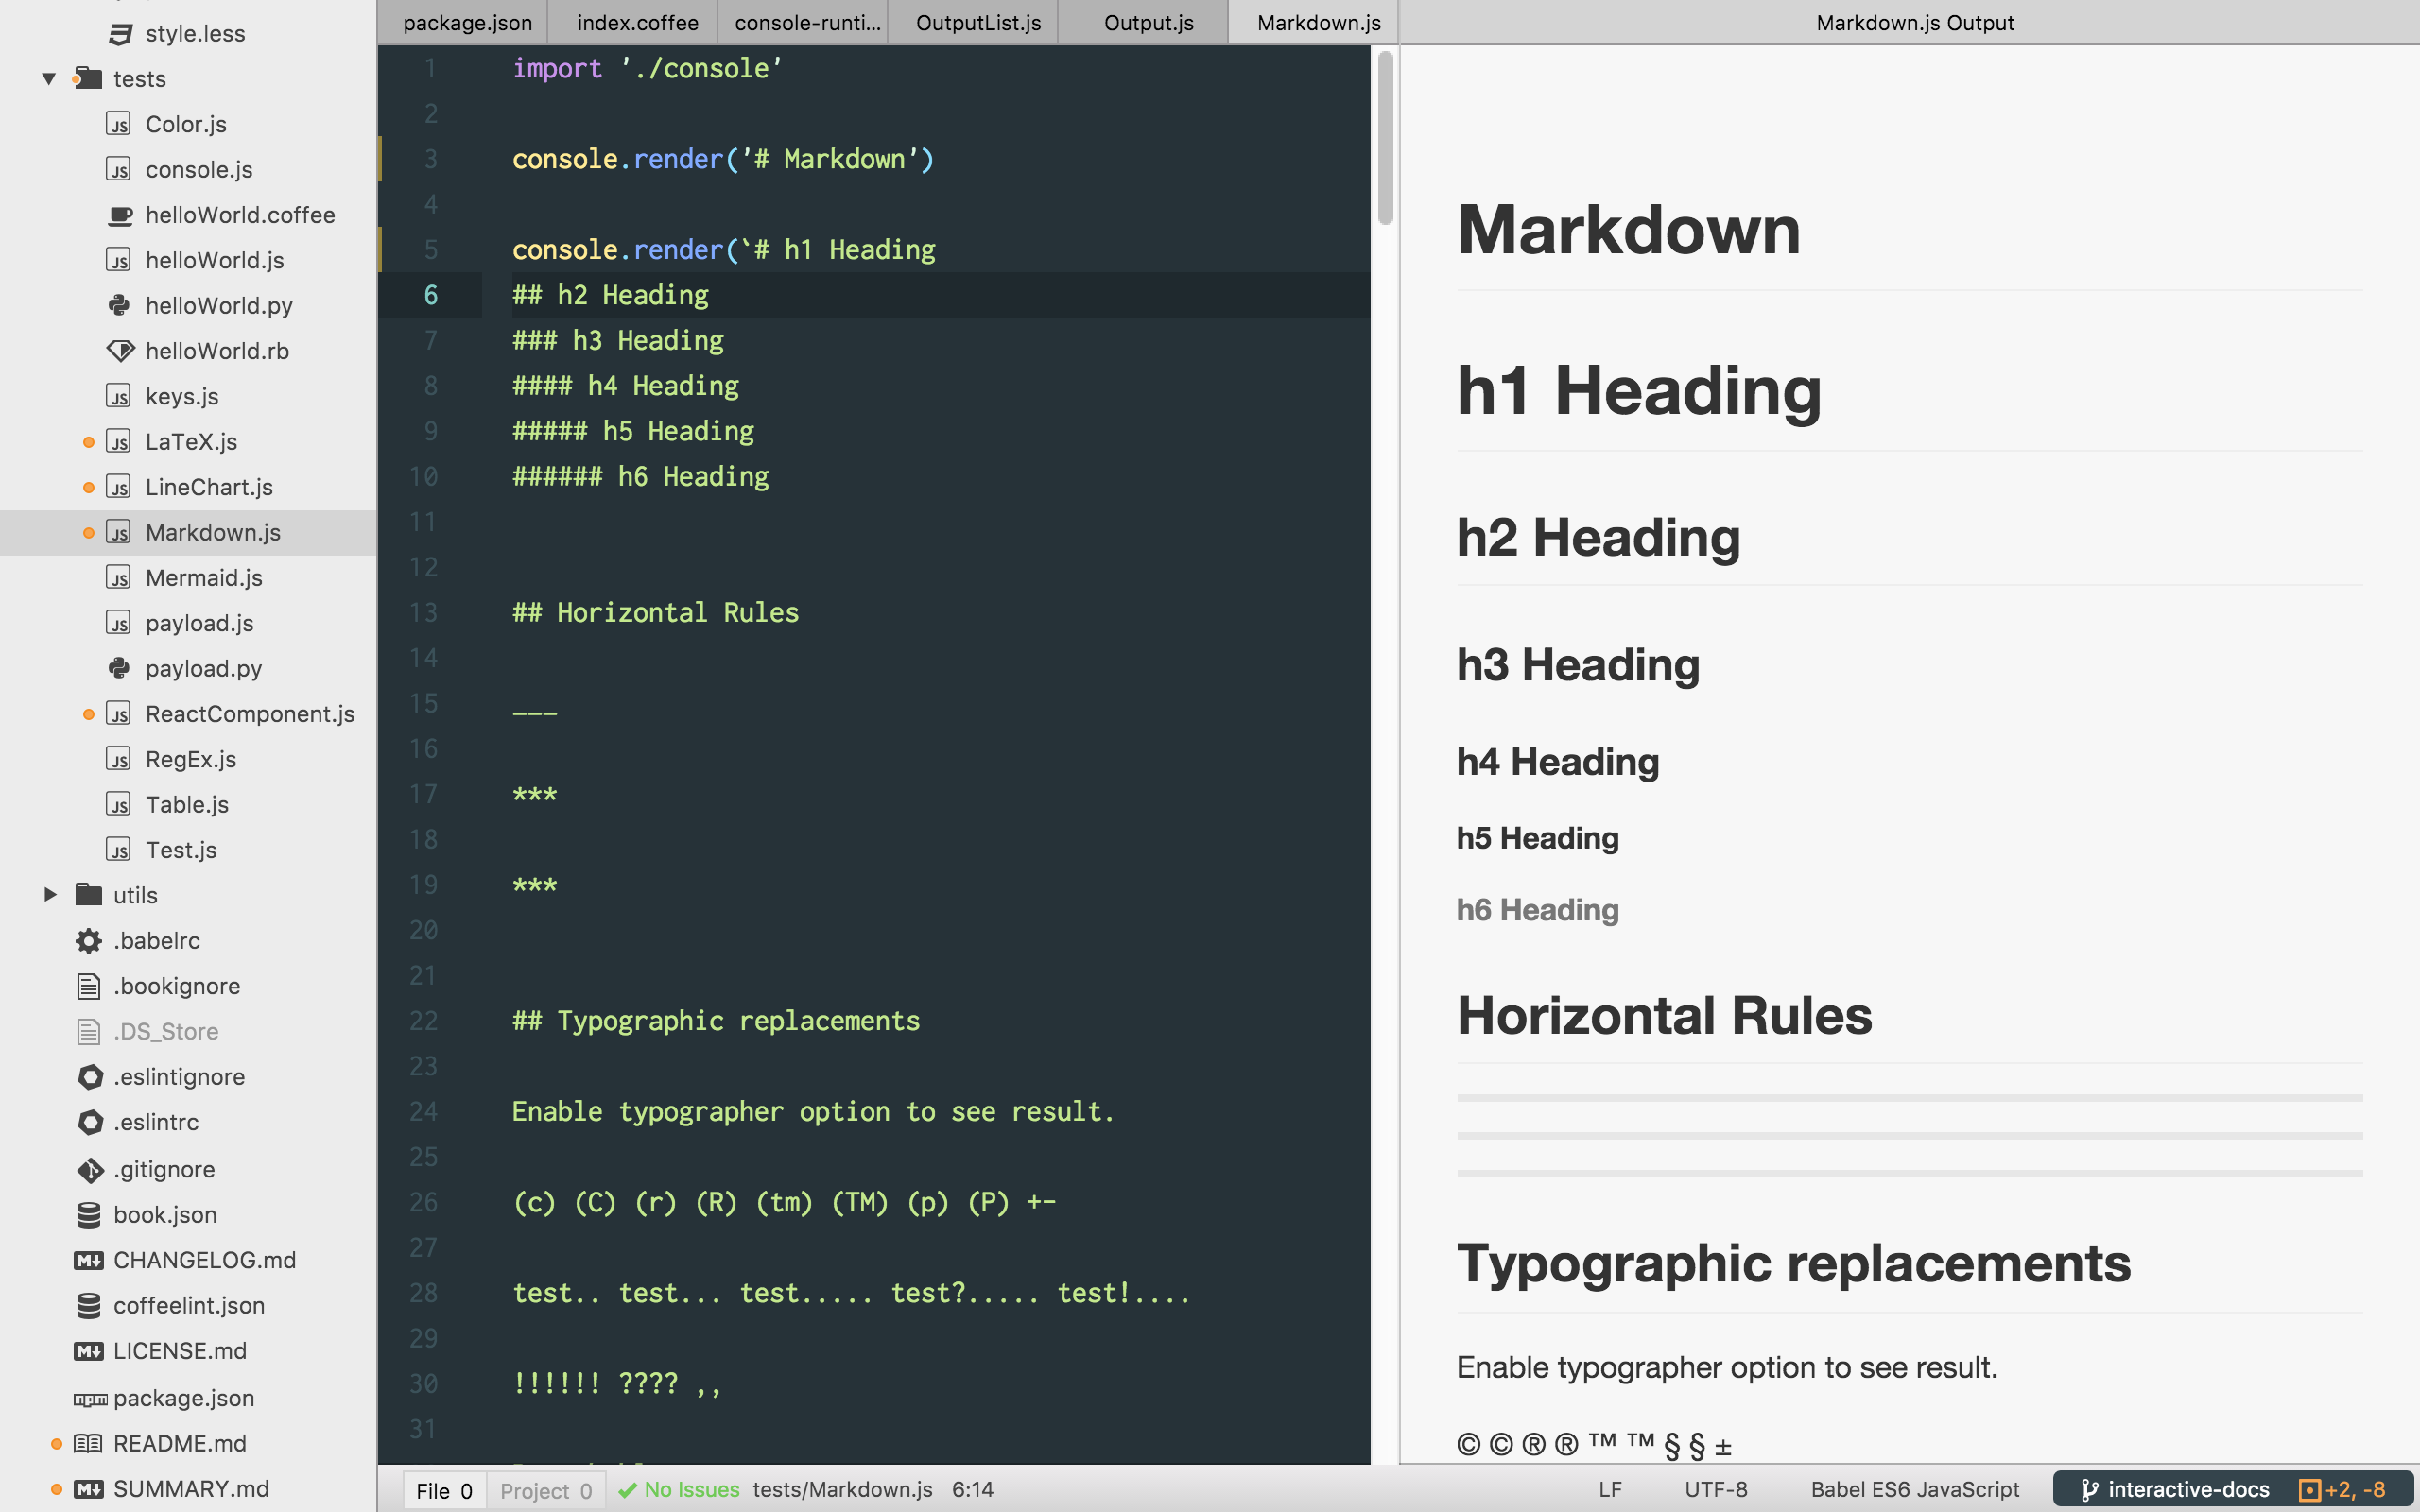 style.less
tests
Color.js
console.js
helloWorld.coffee
helloWorld.js
helloWorld.py
helloWorld.rb
keys.js
LaTeX.js
LineChart.js
Markdown.js
Mermaid.js
payload.js
payload.py
ReactComponent.js
RegEx.js
Table.js
Test.js
utils
.babelrc
.bookignore
.DS_Store
.eslintignore
.eslintrc
.gitignore
book.json
CHANGELOG.md
coffeelint.json
LICENSE.md
package.json
README.md
SUMMARY.md
package.json index.coffee console-runti... OutputList.js Output.js Markdown.js
1 import './console'
2
3 console.render('# Markdown')
4
5 console.render(`# h1 Heading
6 ## h2 Heading
7 ### h3 Heading
8 #### h4 Heading
9 ##### h5 Heading
10 ###### h6 Heading
11
12
13 ## Horizontal Rules
14
15 ___
16
17 ***
18
19 ***
20
21
22 ## Typographic replacements
23
24 Enable typographer option to see result.
25
26 (c) (C) (r) (R) (tm) (TM) (p) (P) +-
27
28 test.. test... test..... test?..... test!....
29
30 !!!!!! ???? ,,
31
Markdown.js Output
Markdown
h1 Heading
h2 Heading
h3 Heading
h4 Heading
h5 Heading
h6 Heading
Horizontal Rules
Typographic replacements
Enable typographer option to see result.
© © ® ® ™ ™ § § ±
File 0 Project 0 No Issues tests/Markdown.js 6:14 LF UTF-8 Babel ES6 JavaScript interactive-docs +2, -8